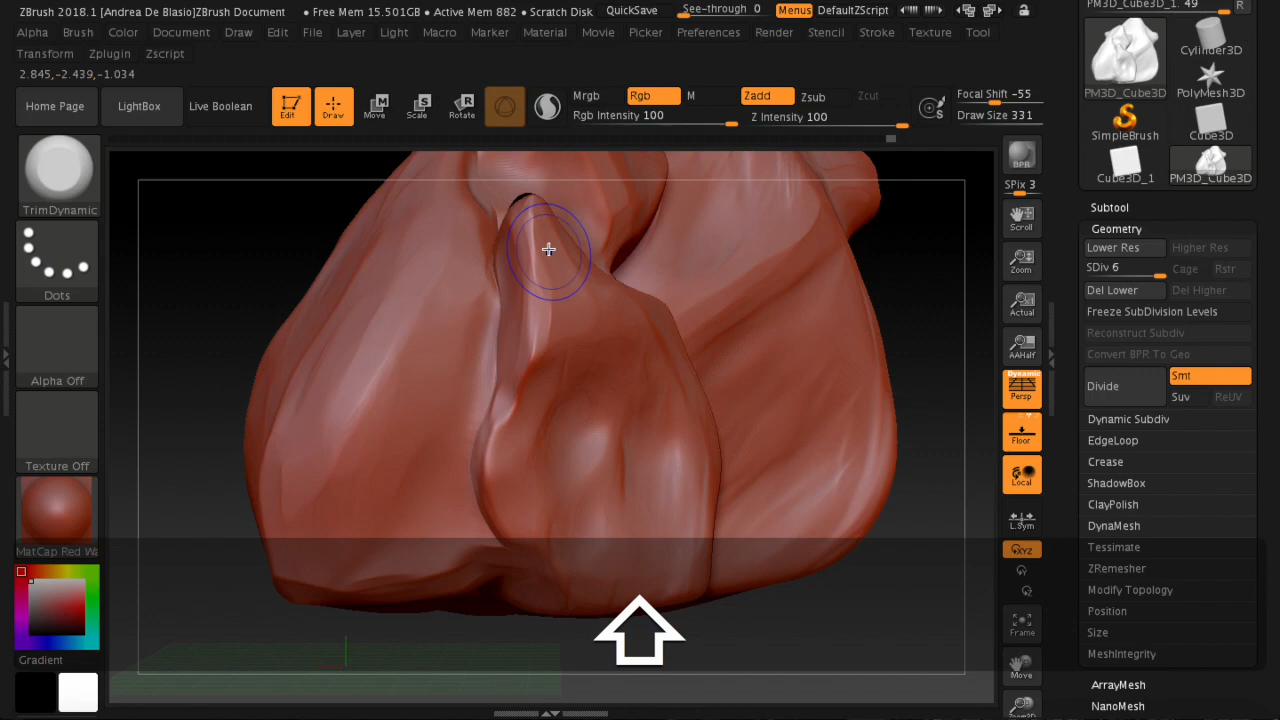 ZBrush 2018.1 [Andrea De Blasio]ZBrush Document • Free Mem 15.501GB • Active Mem 882 • Scratch Disk QuickSave See-through 0 Menus DefaultZScript
PM3D_Cube3D_1. 49 R
Alpha Brush Color Document Draw Edit File Layer Light Macro Marker Material Movie Picker Preferences Render Stencil Stroke Texture Tool
Transform Zplugin Zscript
2.845,-2.439,-1.034
Home Page LightBox Live Boolean Edit Draw Move Scale Rotate
Mrgb Rgb M Zadd Zsub Zcut
Rgb Intensity 100 Z Intensity 100
S Focal Shift -55
Draw Size 331
PM3D_Cube3D Cylinder3D
PolyMesh3D
SimpleBrush Cube3D
Cube3D_1 PM3D_Cube3D
TrimDynamic
Dots
Alpha Off
Texture Off
MatCap Red Wa
Gradient
BPR
SPix 3
Scroll
Zoom
Actual
AAHalf
Dynamic
Persp
Floor
Local
L.Sym
XYZ
Y
Z
Frame
Move
Zoom3D
Subtool
Geometry
Lower Res Higher Res
SDiv 6 Cage Rstr
Del Lower Del Higher
Freeze SubDivision Levels
Reconstruct Subdiv
Convert BPR To Geo
Divide Smt
Suv ReUV
Dynamic Subdiv
EdgeLoop
Crease
ShadowBox
ClayPolish
DynaMesh
Tessimate
ZRemesher
Modify Topology
Position
Size
MeshIntegrity
ArrayMesh
NanoMesh